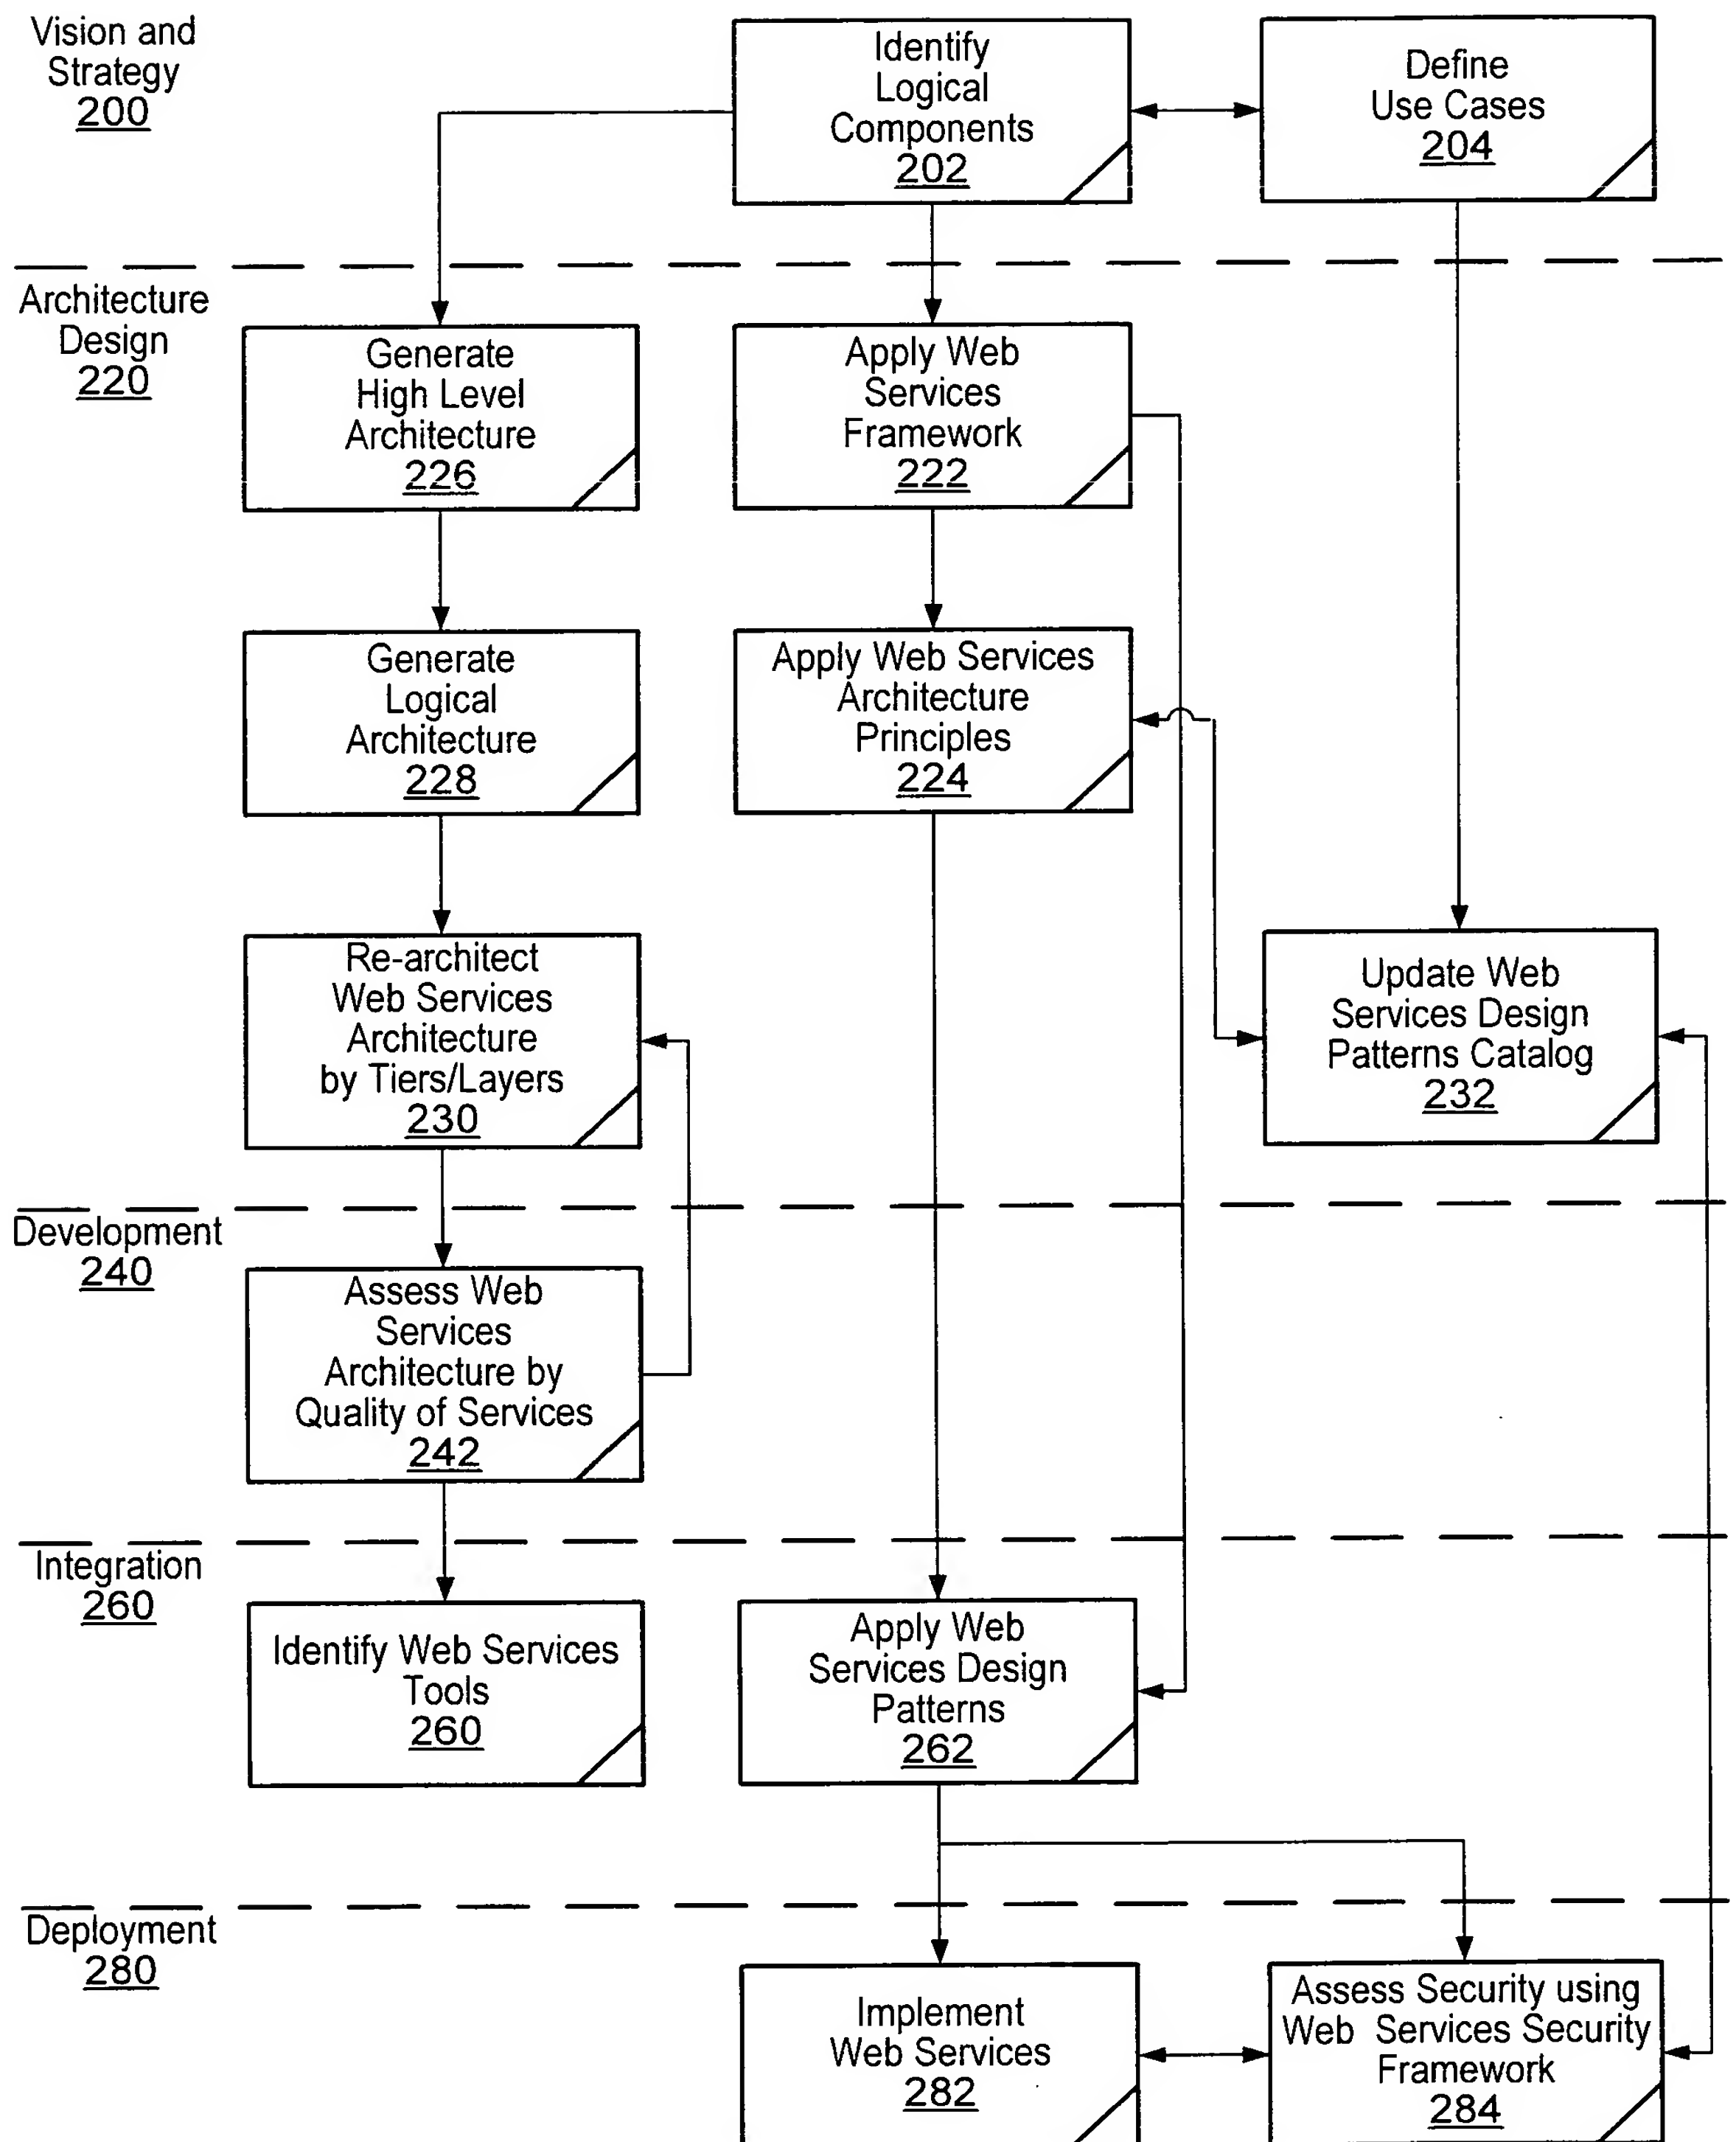 Vision and
Strategy
200
Identify
Logical
Components
202
Define
Use Cases
204
Architecture
Design
220
Generate
High Level
Architecture
226
Apply Web
Services
Framework
222
Generate
Logical
Architecture
228
Apply Web Services
Architecture
Principles
224
Re-architect
Web Services
Architecture
by Tiers/Layers
230
Update Web
Services Design
Patterns Catalog
232
Development
240
Assess Web
Services
Architecture by
Quality of Services
242
Integration
260
Identify Web Services
Tools
260
Apply Web
Services Design
Patterns
262
Deployment
280
Implement
Web Services
282
Assess Security using
Web Services Security
Framework
284